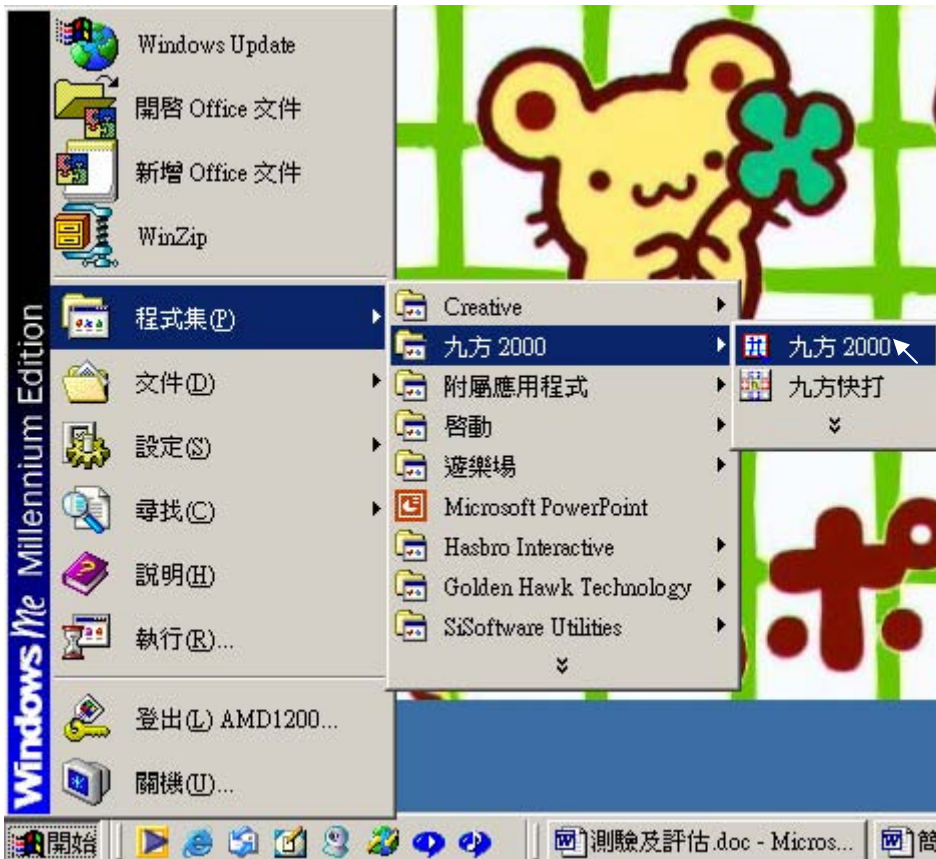 Windows Update
開啓 Office 文件
新增 Office 文件
WinZip
程式集(P)
文件(D)
設定(S)
尋找(C)
說明(H)
執行(R)...
登出(L) AMD1200...
關機(U)...
Windows Me Millennium Edition
Creative
九方 2000
附屬應用程式
啓動
遊樂場
Microsoft PowerPoint
Hasbro Interactive
Golden Hawk Technology
SiSoftware Utilities
九方 2000
九方快打
ポ
開始
測驗及評估.doc - Micros...
簡